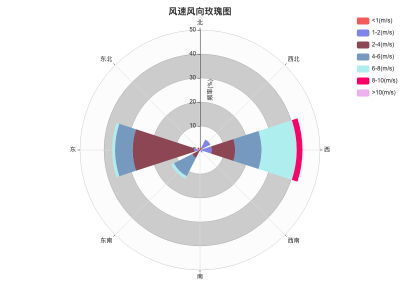 风速风向玫瑰图
北
西北
西
西南
南
东南
东
东北
50
40
30
20
10
频率(%)
<1(m/s)
1-2(m/s)
2-4(m/s)
4-6(m/s)
6-8(m/s)
8-10(m/s)
>10(m/s)